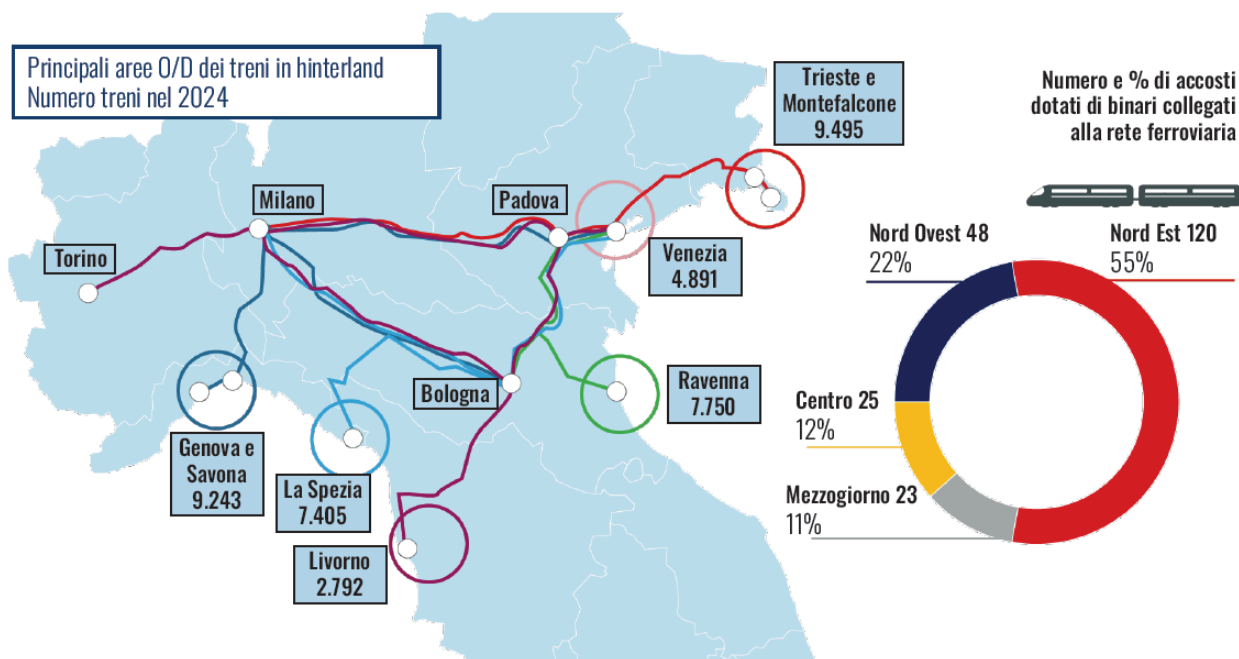 Principali aree O/D dei treni in hinterland
Numero treni nel 2024
Trieste e
Montefalcone
9.495
Milano
Padova
Torino
Venezia
4.891
Bologna
Ravenna
7.750
Genova e
Savona
9.243
La Spezia
7.405
Livorno
2.792
Numero e % di accosti
dotati di binari collegati
alla rete ferroviaria
Nord Ovest 48
22%
Nord Est 120
55%
Centro 25
12%
Mezzogiorno 23
11%